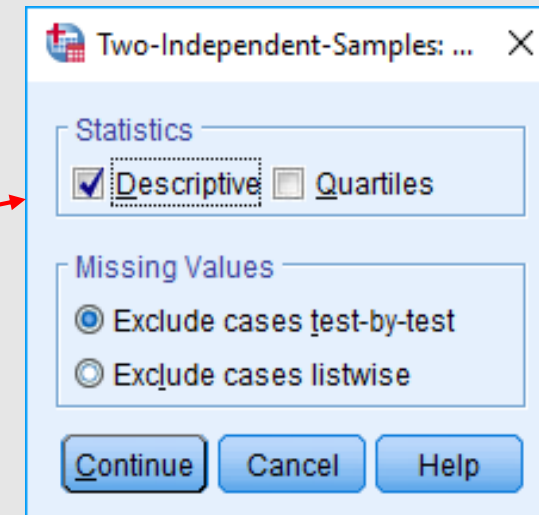 Two-Independent-Samples: ...
Statistics
Descriptive Quartiles
Missing Values
Exclude cases test-by-test
Exclude cases listwise
Continue Cancel Help